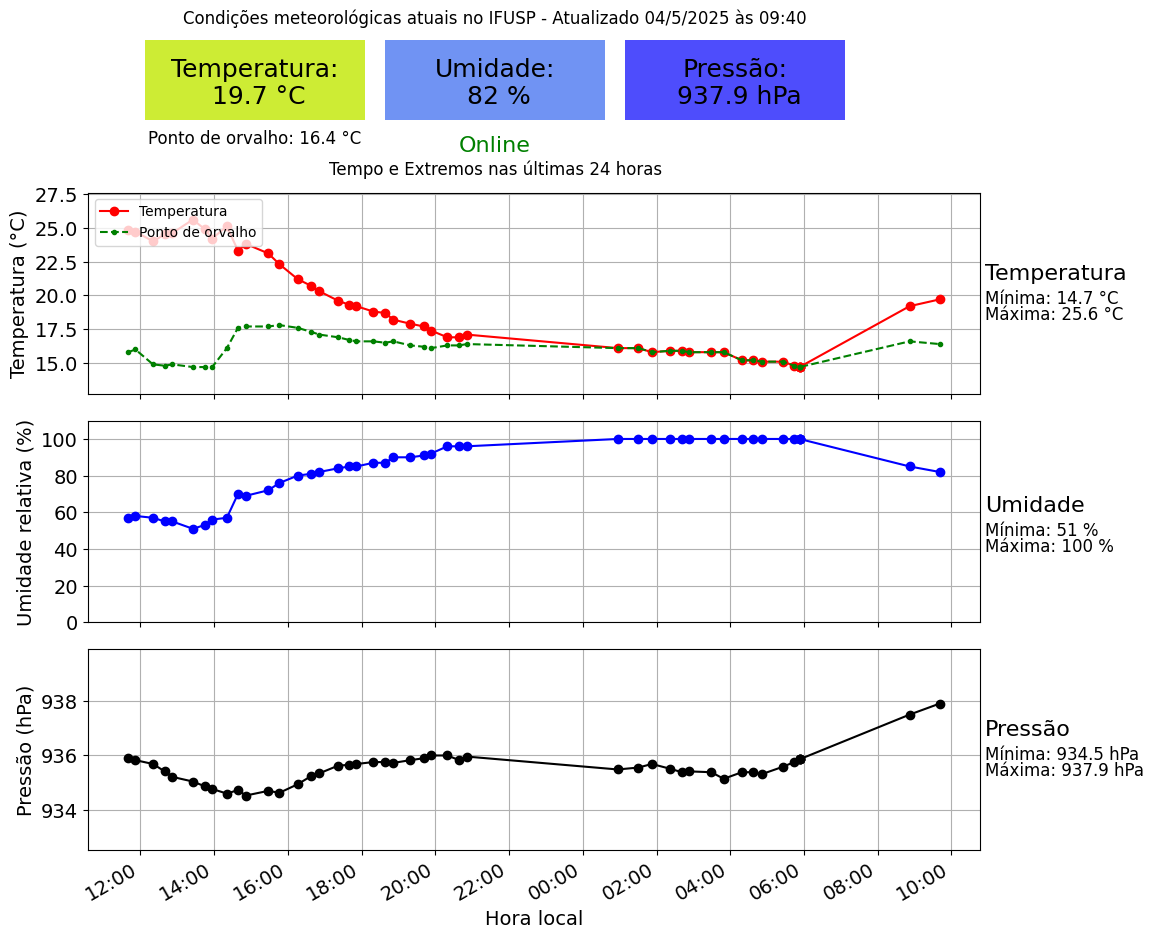 Condições meteorológicas atuais no IFUSP - Atualizado 04/5/2025 às 09:40
Temperatura:
19.7 °C
Umidade:
82 %
Pressão:
937.9 hPa
Ponto de orvalho: 16.4 °C
Online
Tempo e Extremos nas últimas 24 horas
Temperatura (°C)
27.5
25.0
22.5
20.0
17.5
15.0
Temperatura
Ponto de orvalho
Temperatura
Mínima: 14.7 °C
Máxima: 25.6 °C
Umidade relativa (%)
100
80
60
40
20
0
Umidade
Mínima: 51 %
Máxima: 100 %
Pressão (hPa)
938
936
934
Pressão
Mínima: 934.5 hPa
Máxima: 937.9 hPa
12:00
14:00
16:00
18:00
20:00
22:00
00:00
02:00
04:00
06:00
08:00
10:00
Hora local